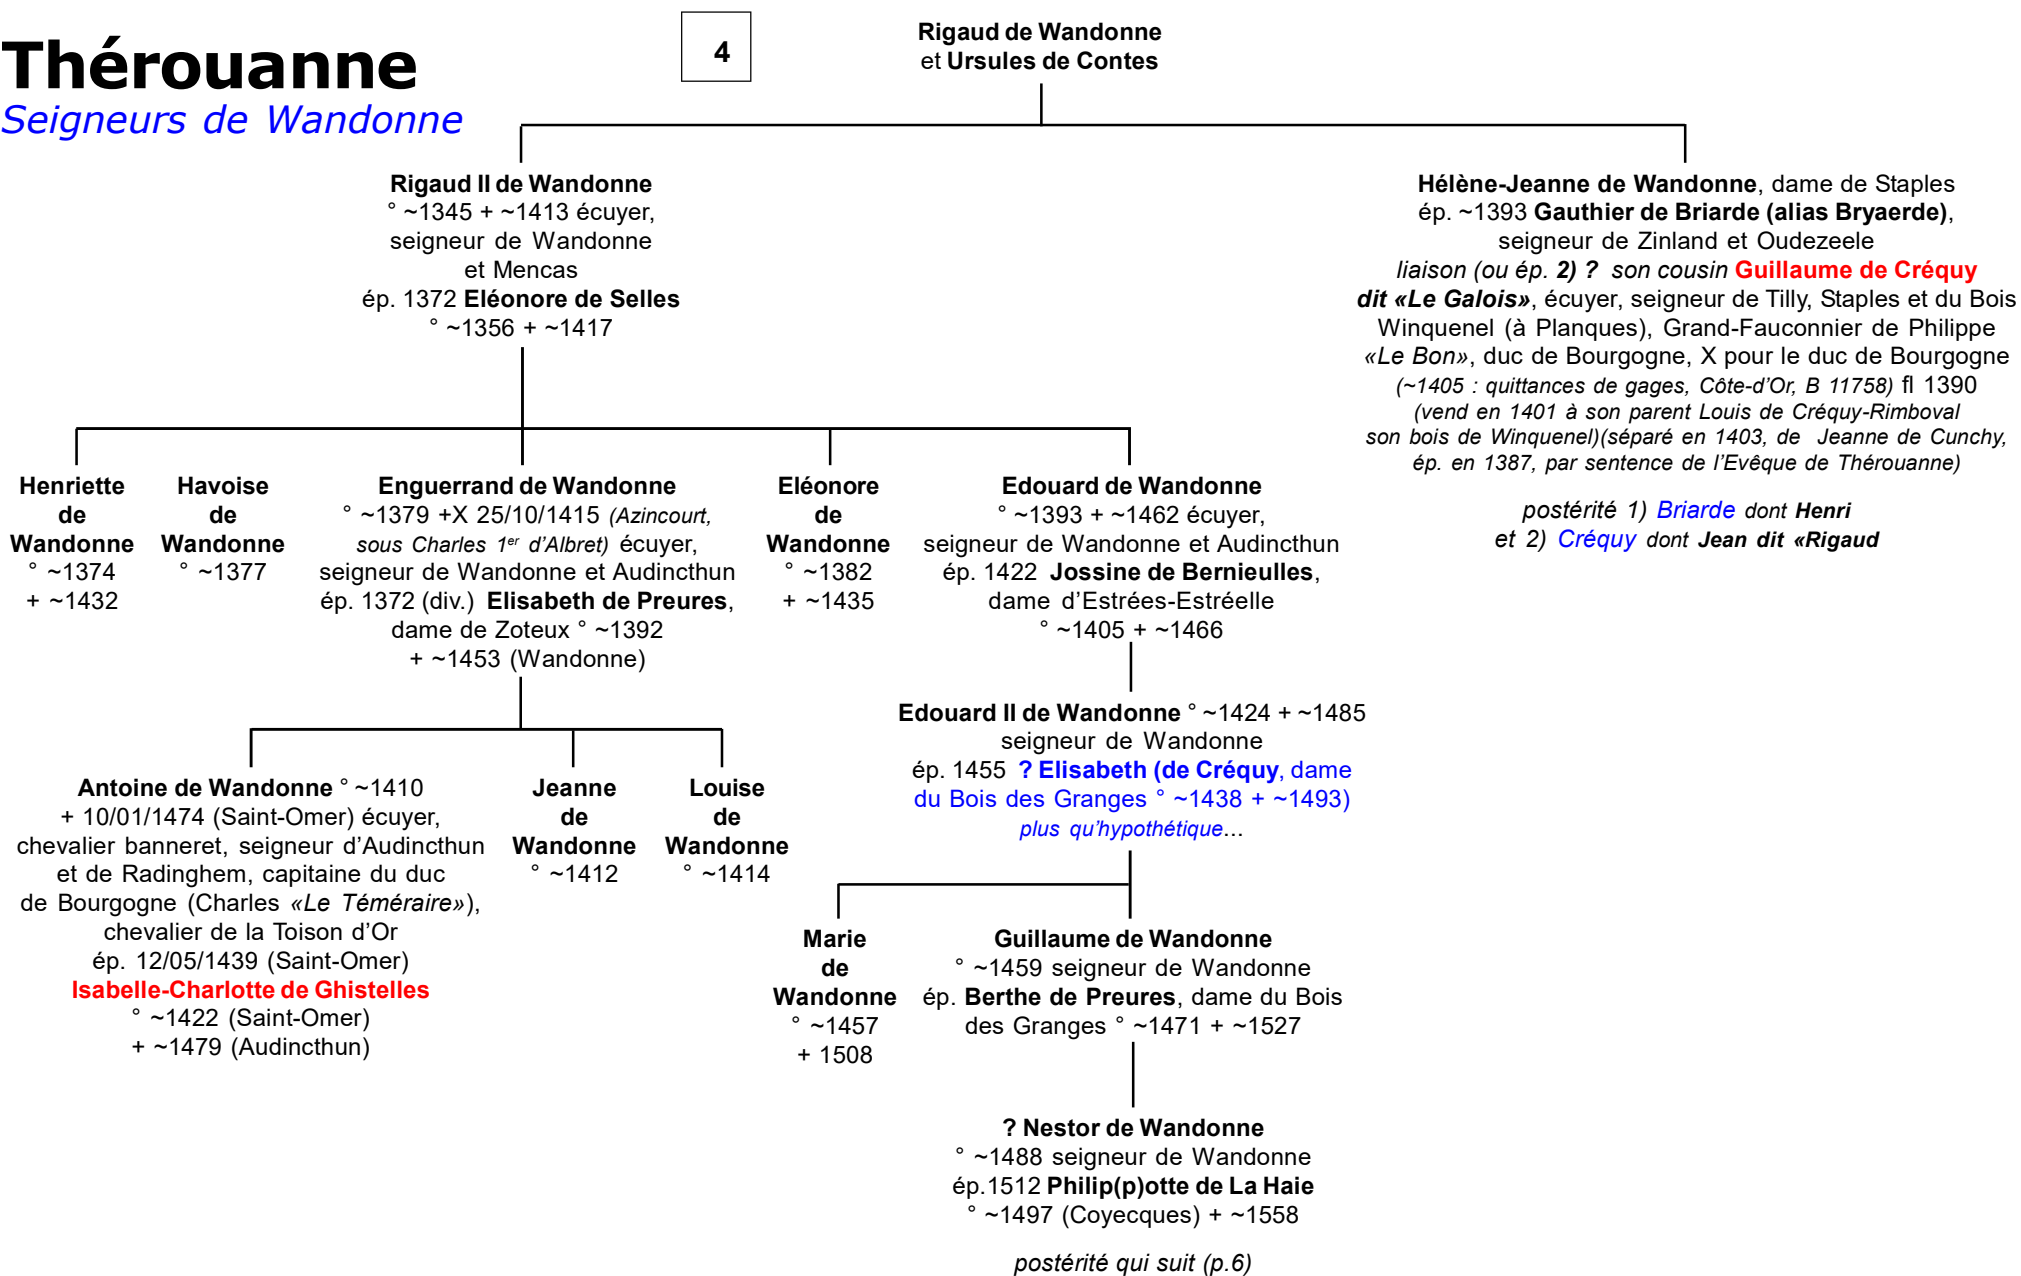 Thérouanne
Seigneurs de Wandonne
4
Rigaud de Wandonne
et Ursules de Contes
Rigaud II de Wandonne
° ~1345 + ~1413 écuyer,
seigneur de Wandonne
et Mencas
ép. 1372 Eléonore de Selles
° ~1356 + ~1417
Hélène-Jeanne de Wandonne, dame de Staples
ép. ~1393 Gauthier de Briarde (alias Bryaerde),
seigneur de Zinland et Oudezeele
liaison (ou ép. 2) ? son cousin Guillaume de Créquy
dit «Le Galois», écuyer, seigneur de Tilly, Staples et du Bois
Winquenel (à Planques), Grand-Fauconnier de Philippe
«Le Bon», duc de Bourgogne, X pour le duc de Bourgogne
(~1405 : quittances de gages, Côte-d'Or, B 11758) fl 1390
(vend en 1401 à son parent Louis de Créquy-Rimboval
son bois de Winquenel)(séparé en 1403, de Jeanne de Cunchy,
ép. en 1387, par sentence de l'Evêque de Thérouanne)
postérité 1) Briarde dont Henri
et 2) Créquy dont Jean dit «Rigaud
Henriette
de
Wandonne
° ~1374
+ ~1432
Havoise
de
Wandonne
° ~1377
Enguerrand de Wandonne
° ~1379 +X 25/10/1415 (Azincourt,
sous Charles 1er d'Albret) écuyer,
seigneur de Wandonne et Audincthun
ép. 1372 (div.) Elisabeth de Preures,
dame de Zoteux ° ~1392
+ ~1453 (Wandonne)
Eléonore
de
Wandonne
° ~1382
+ ~1435
Edouard de Wandonne
° ~1393 + ~1462 écuyer,
seigneur de Wandonne et Audincthun
ép. 1422 Jossine de Bernieulles,
dame d'Estrées-Estréelle
° ~1405 + ~1466
Edouard II de Wandonne ° ~1424 + ~1485
seigneur de Wandonne
ép. 1455 ? Elisabeth (de Créquy, dame
du Bois des Granges ° ~1438 + ~1493)
plus qu'hypothétique...
Antoine de Wandonne ° ~1410
+ 10/01/1474 (Saint-Omer) écuyer,
chevalier banneret, seigneur d'Audincthun
et de Radinghem, capitaine du duc
de Bourgogne (Charles «Le Téméraire»),
chevalier de la Toison d'Or
ép. 12/05/1439 (Saint-Omer)
Isabelle-Charlotte de Ghistelles
° ~1422 (Saint-Omer)
+ ~1479 (Audincthun)
Jeanne
de
Wandonne
° ~1412
Louise
de
Wandonne
° ~1414
Marie
de
Wandonne
° ~1457
+ 1508
Guillaume de Wandonne
° ~1459 seigneur de Wandonne
ép. Berthe de Preures, dame du Bois
des Granges ° ~1471 + ~1527
? Nestor de Wandonne
° ~1488 seigneur de Wandonne
ép.1512 Philip(p)otte de La Haie
° ~1497 (Coyecques) + ~1558
postérité qui suit (p.6)